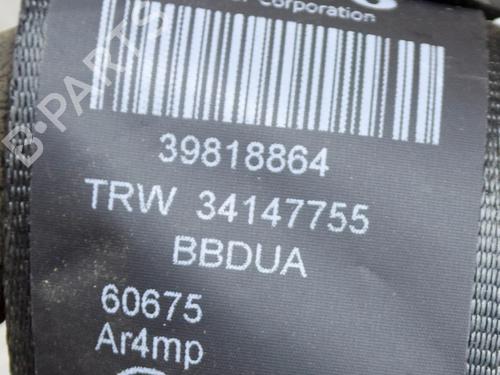 Corporation
39818864
TRW 34147755
BBDUA
60675
Ar4mp
B-PARTS